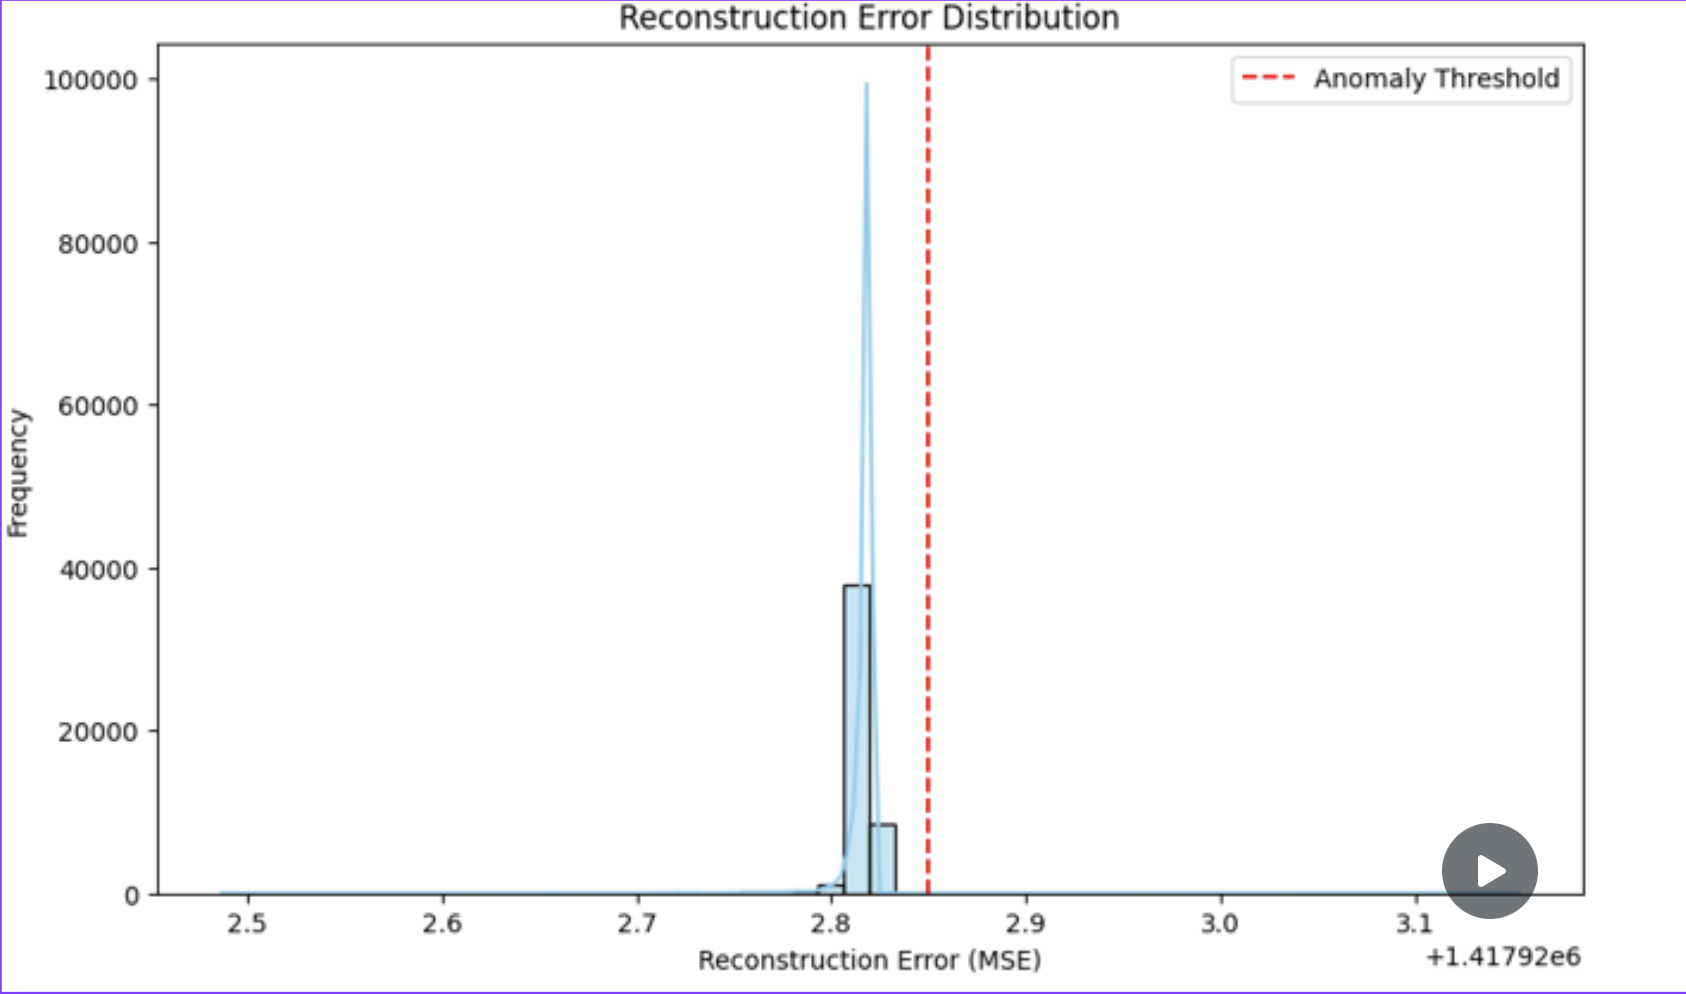 Reconstruction Error Distribution
Anomaly Threshold
100000
80000
60000
40000
20000
0
Frequency
2.5 2.6 2.7 2.8 2.9 3.0 3.1
+1.41792e6
Reconstruction Error (MSE)